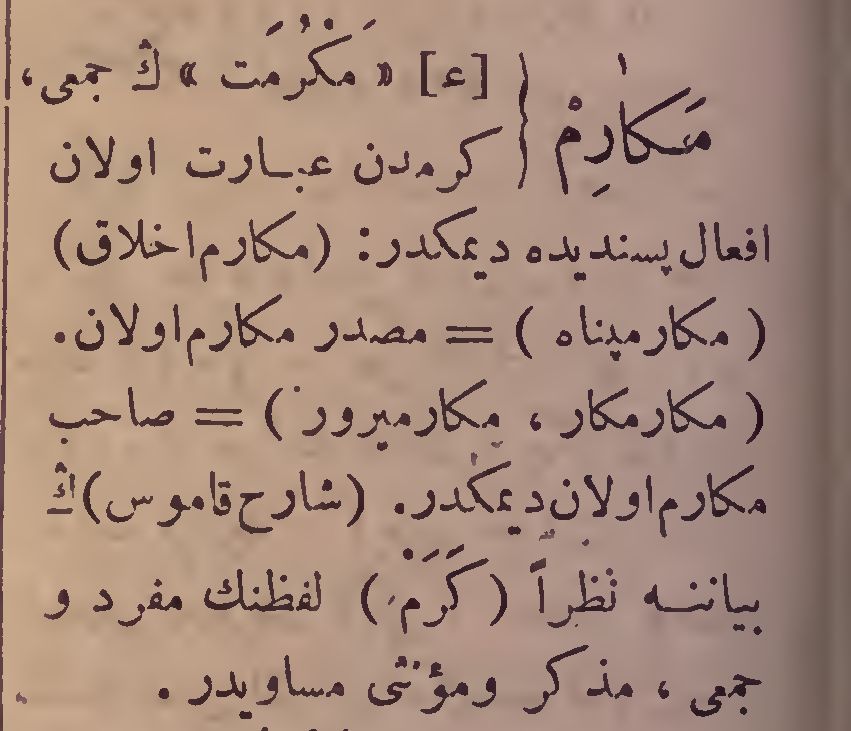 مَكارِمْ { [ع] « مَكْرُمَت » ڭ جمعى،
كرمدن عبارت اولان
افعال پسنديده ديمكدر: (مكارم اخلاق)
( مكارمپناه ) = مصدر مكارم اولان.
( مكارمكار ، مكارمپرور ) = صاحب
مكارم اولان ديمكدر. (شارح قاموس) ڭ
بياننه نظراً ( كَرَمْ ) لفظنك مفرد و
جمعى ، مذكر ومؤنثى مساويدر .